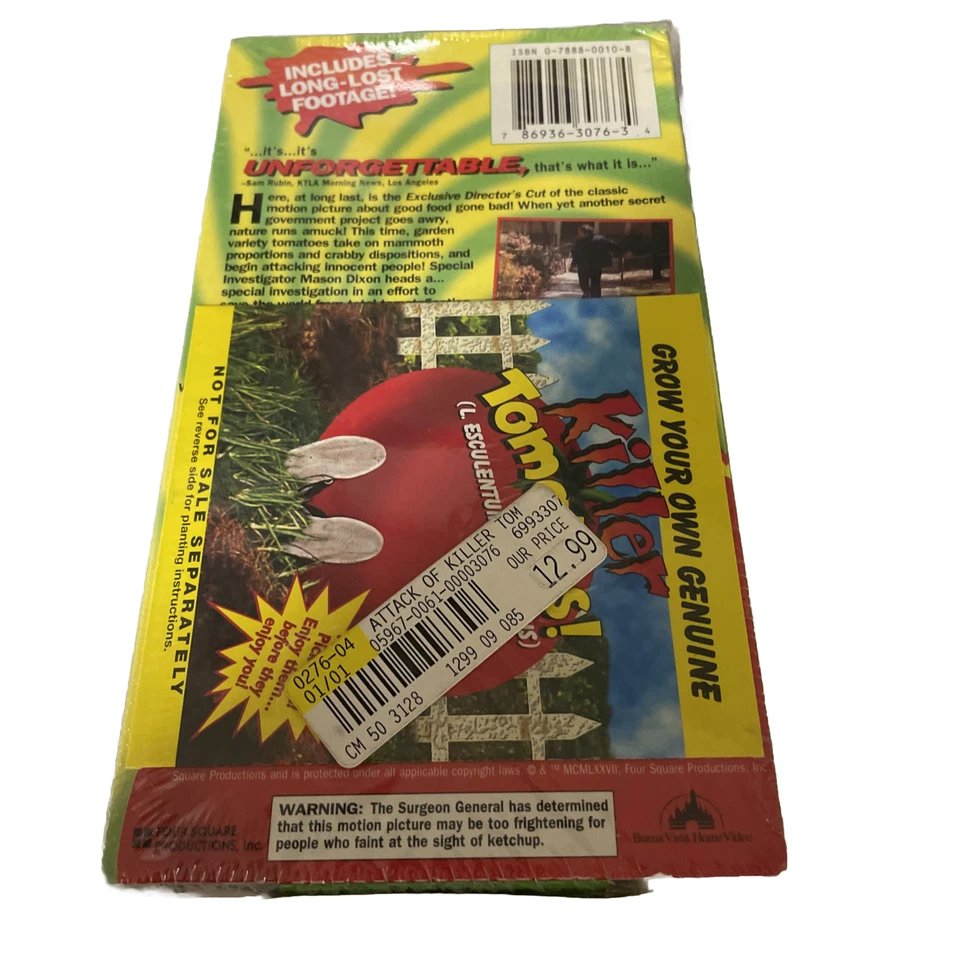 INCLUDES
LONG-LOST
FOOTAGE!
ISBN 0-7888-0010-8
7 86936-3076-3 4
"...it's...it's
UNFORGETTABLE, that's what it is..."
–Sam Rubin, KTLA Morning News, Los Angeles
Here, at long last, is the Exclusive Director's Cut of the classic
motion picture about good food gone bad! When yet another secret
government project goes awry,
nature runs amuck! This time, garden
variety tomatoes take on mammoth
proportions and crabby dispositions, and
begin attacking innocent people! Special
Investigator Mason Dixon heads a...
special investigation in an effort to
save the world from total
GROW YOUR OWN GENUINE
Killer
Tom s!
(L. ESCULENTU US)
NOT FOR SALE SEPARATELY
See reverse side for planting instructions.
Enjoy them...
before they
enjoy you!
ATTACK OF KILLER TOM
05967-0061-00003076 6993307
OUR PRICE
12.99
0276-04
01/01
1299 09 085
CM 50 3128
Square Productions and is protected under all applicable copyright laws. © & ™ MCMLXXVII, Four Square Productions, Inc.
FOUR SQUARE
PRODUCTIONS, Inc.
WARNING: The Surgeon General has determined
that this motion picture may be too frightening for
people who faint at the sight of ketchup.
Buena Vista Home Video